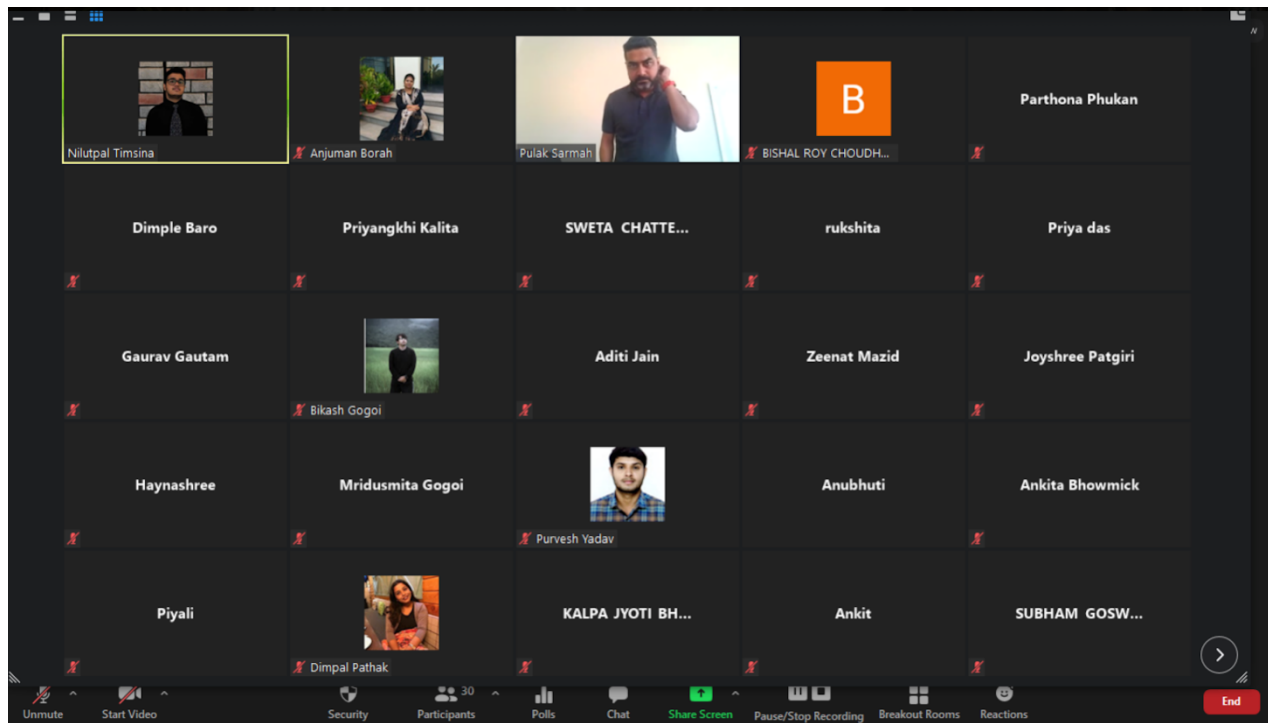 w
Nilutpal Timsina
Anjuman Borah
Pulak Sarmah
B
BISHAL ROY CHOUDH...
Parthona Phukan
Dimple Baro
Priyangkhi Kalita
SWETA CHATTE...
rukshita
Priya das
Gaurav Gautam
Bikash Gogoi
Aditi Jain
Zeenat Mazid
Joyshree Patgiri
Haynashree
Mridusmita Gogoi
Purvesh Yadav
Anubhuti
Ankita Bhowmick
Piyali
Dimpal Pathak
KALPA JYOTI BH...
Ankit
SUBHAM GOSW...
Unmute
Start Video
Security
30
Participants
Polls
Chat
Share Screen
Pause/Stop Recording
Breakout Rooms
Reactions
End